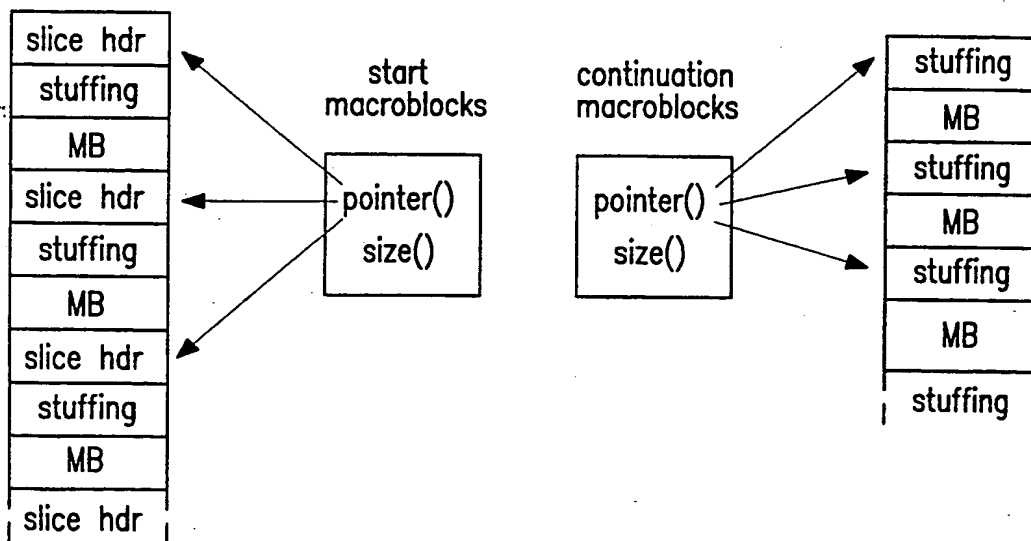 slice hdr
stuffing
MB
slice hdr
stuffing
MB
slice hdr
stuffing
MB
slice hdr
start
macroblocks
pointer()
size()
continuation
macroblocks
pointer()
size()
stuffing
MB
stuffing
MB
stuffing
MB
stuffing